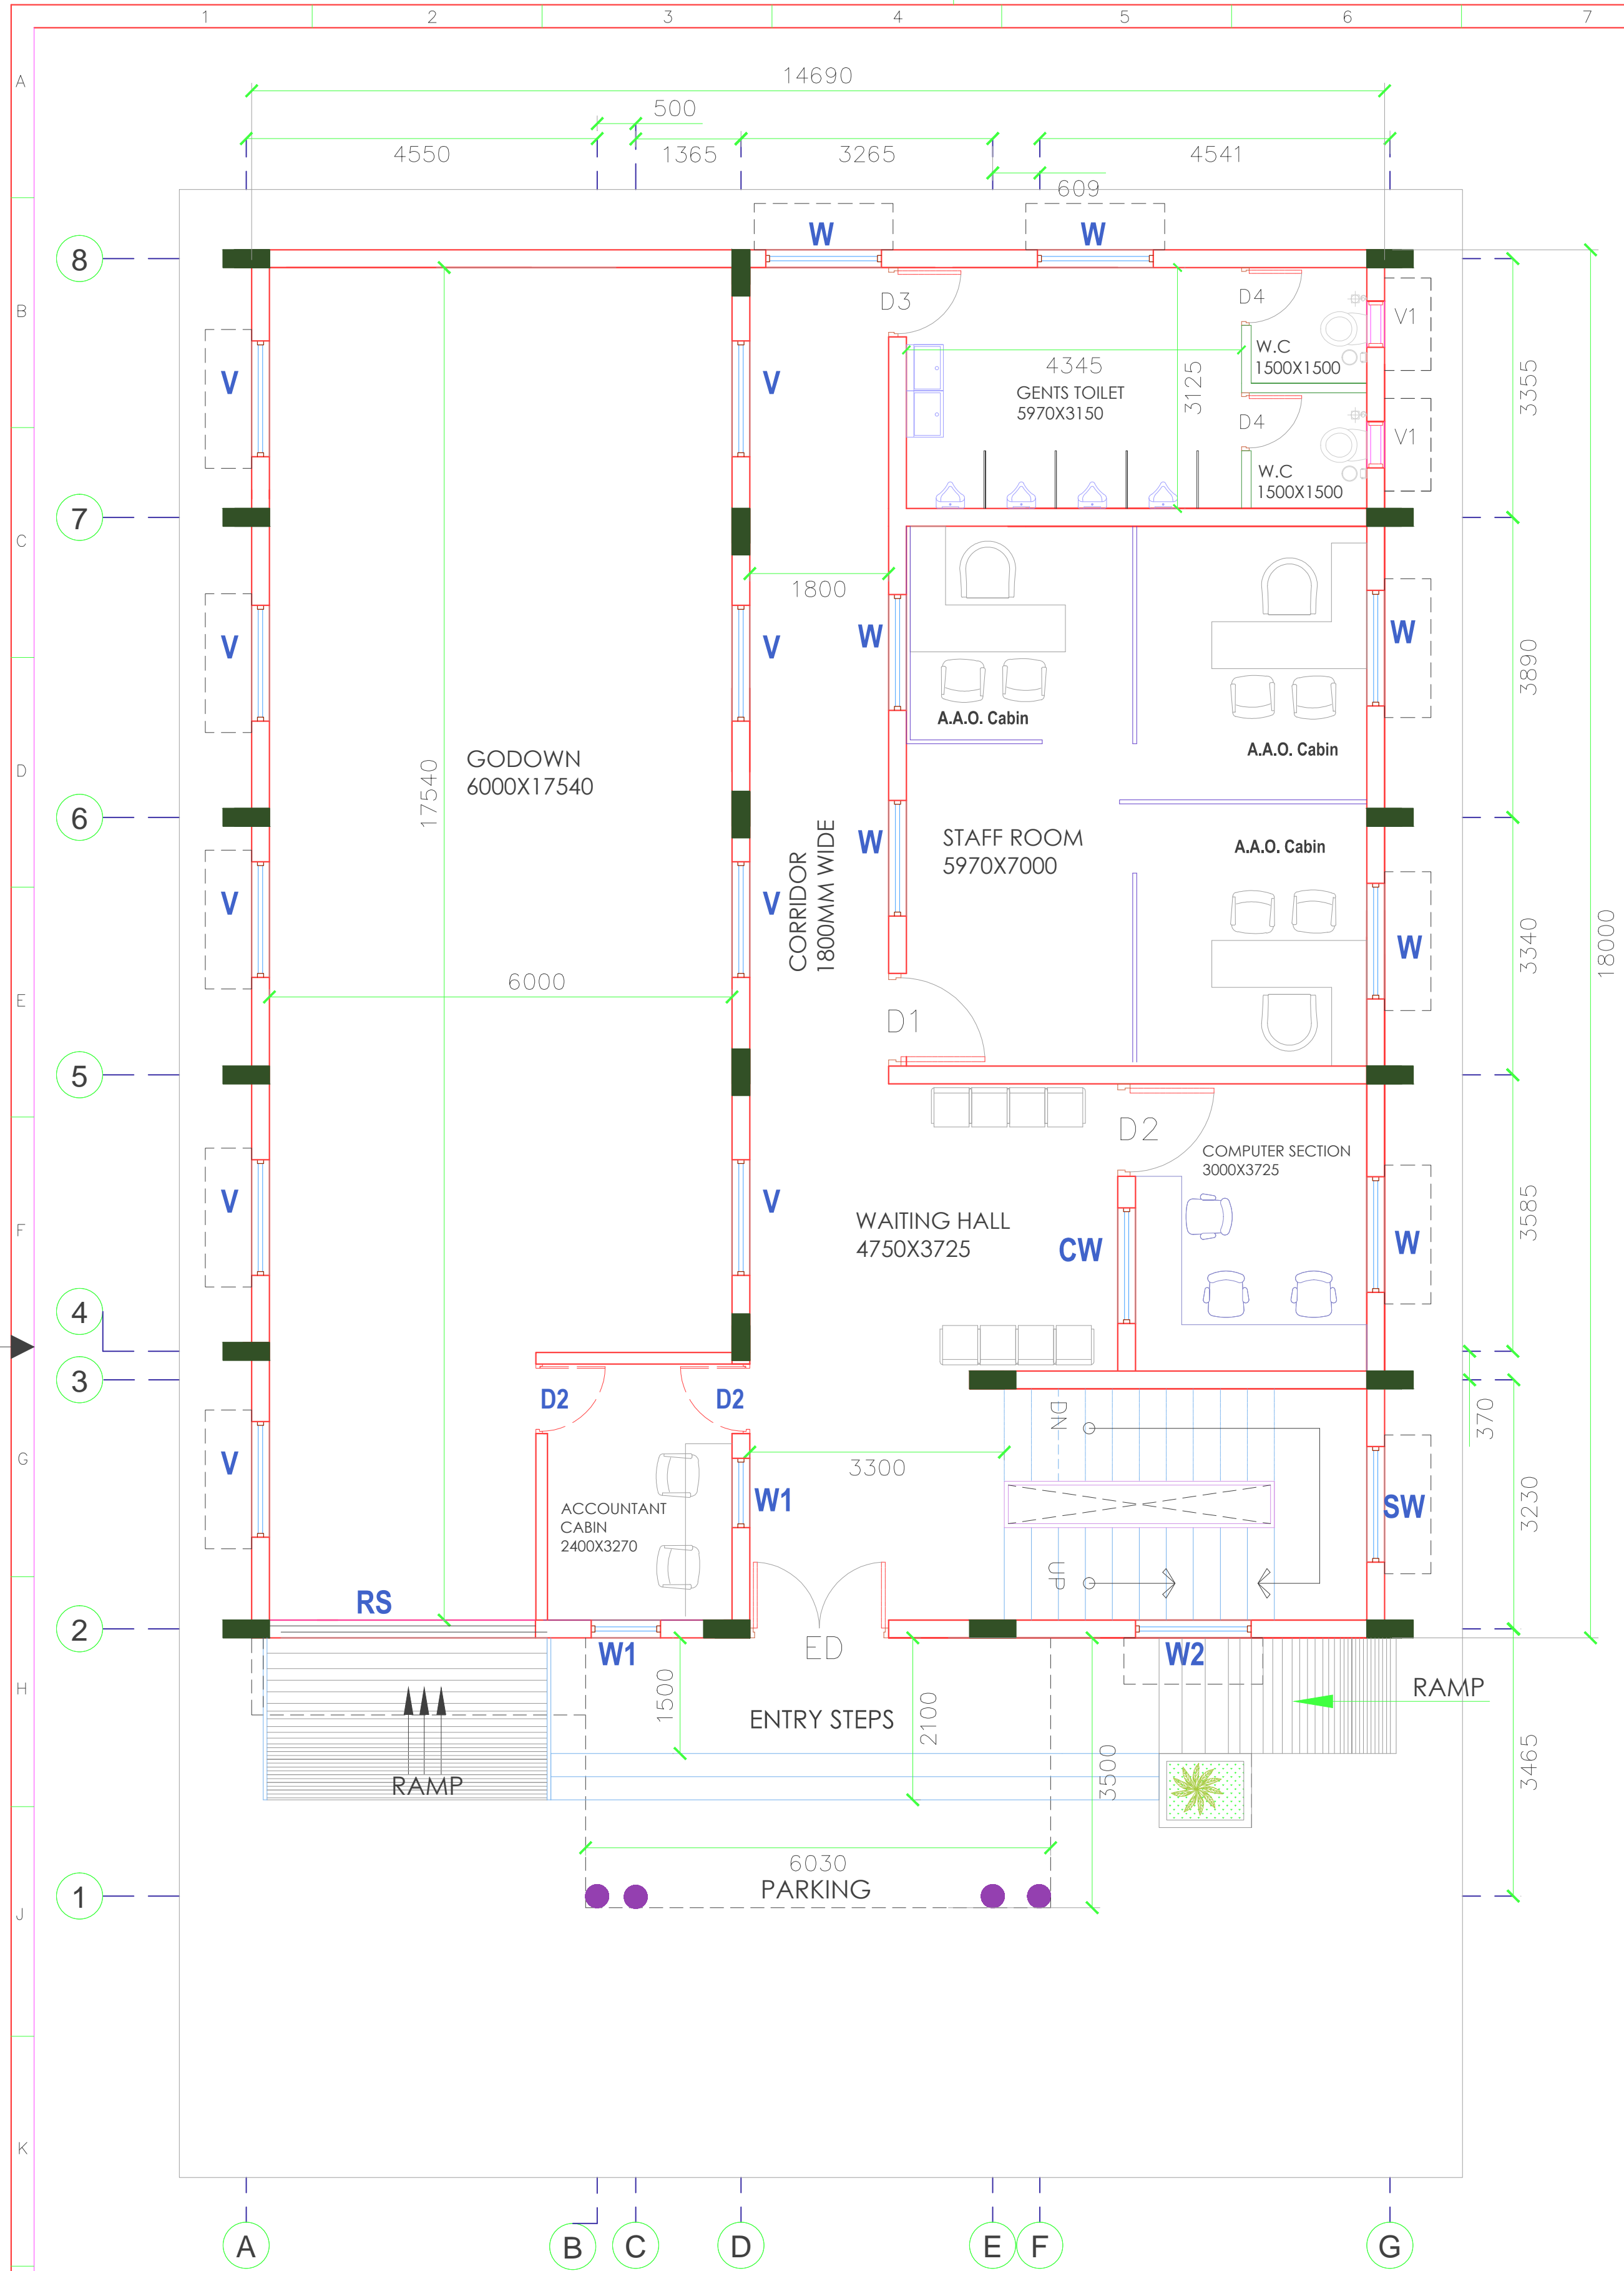 1 2 3 4 5 6 7
A
14690
500
4550 1365 3265 4541
609
W W
8
B
D3 D4 V1
W.C
1500X1500
4345
GENTS TOILET
5970X3150
3125
3355
V V
D4 V1
W.C
1500X1500
7
C
1800
W W
V V
3890
A.A.O. Cabin
A.A.O. Cabin
D
GODOWN
6000X17540
17540
6
W
STAFF ROOM
5970X7000
A.A.O. Cabin
CORRIDOR
1800MM WIDE
V V
W
3340
18000
6000
E
D1
5
D2
COMPUTER SECTION
3000X3725
V V
WAITING HALL
4750X3725
CW
W
3585
F
4
3
D2 D2
DN
370
G
V
3300
W1
SW
ACCOUNTANT
CABIN
2400X3270
3230
UP
RS
2
W1
ED
W2
H
1500
2100
ENTRY STEPS
RAMP
RAMP
3500
3465
6030
PARKING
1
J
K
A B C D E F G